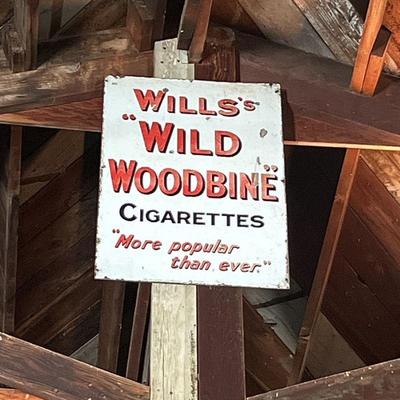 WILLS'S
"WILD
WOODBINE"
CIGARETTES
"More popular
than ever."